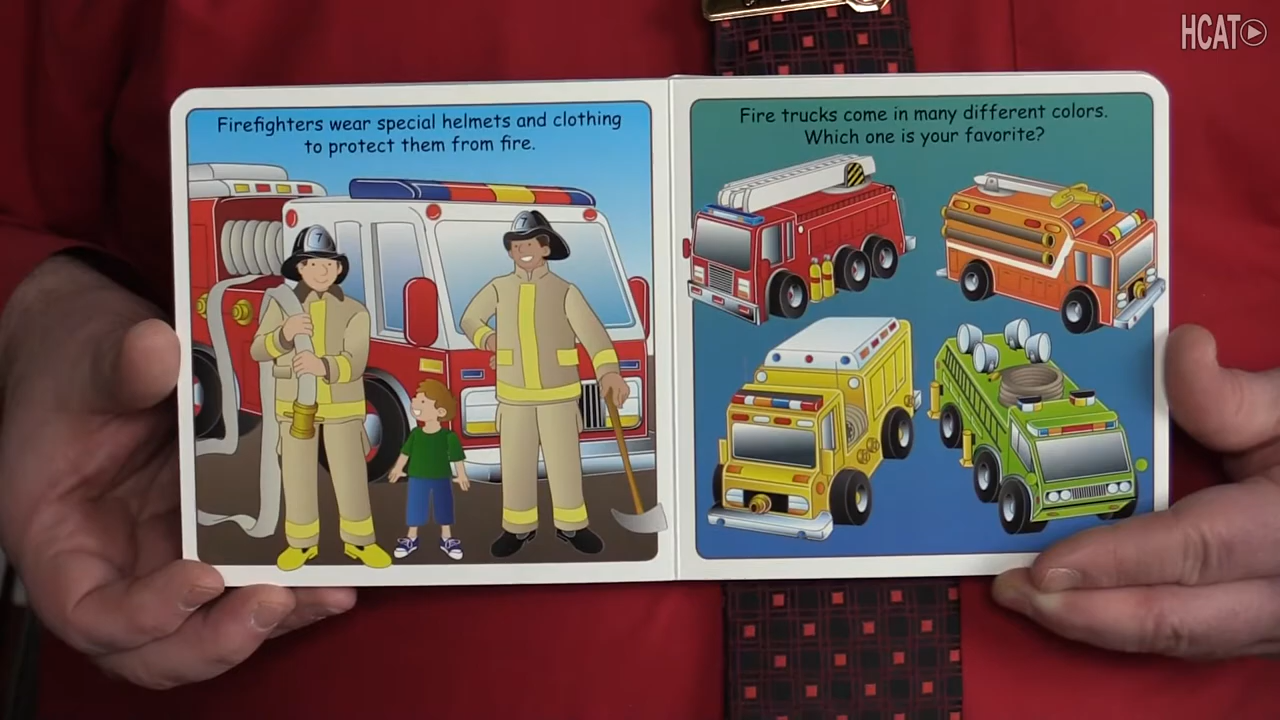 HCAT
Firefighters wear special helmets and clothing
to protect them from fire.
7
7
Fire trucks come in many different colors.
Which one is your favorite?